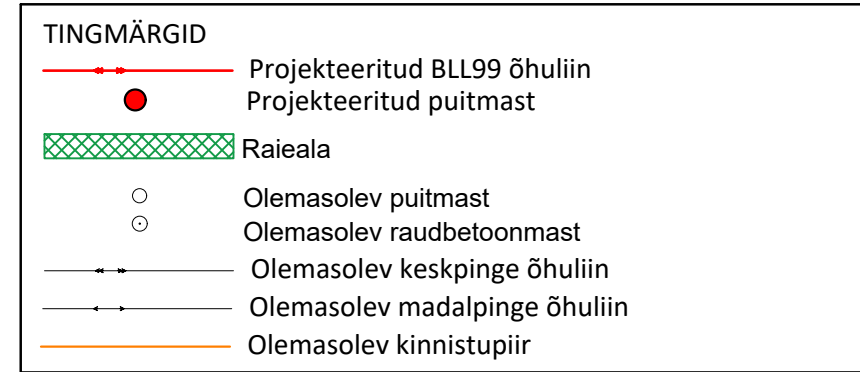 TINGMÄRGID
Projekteeritud BLL99 õhuliin
Projekteeritud puitmast
Raieala
Olemasolev puitmast
Olemasolev raudbetoonmast
Olemasolev keskpinge õhuliin
Olemasolev madalpinge õhuliin
Olemasolev kinnistupiir